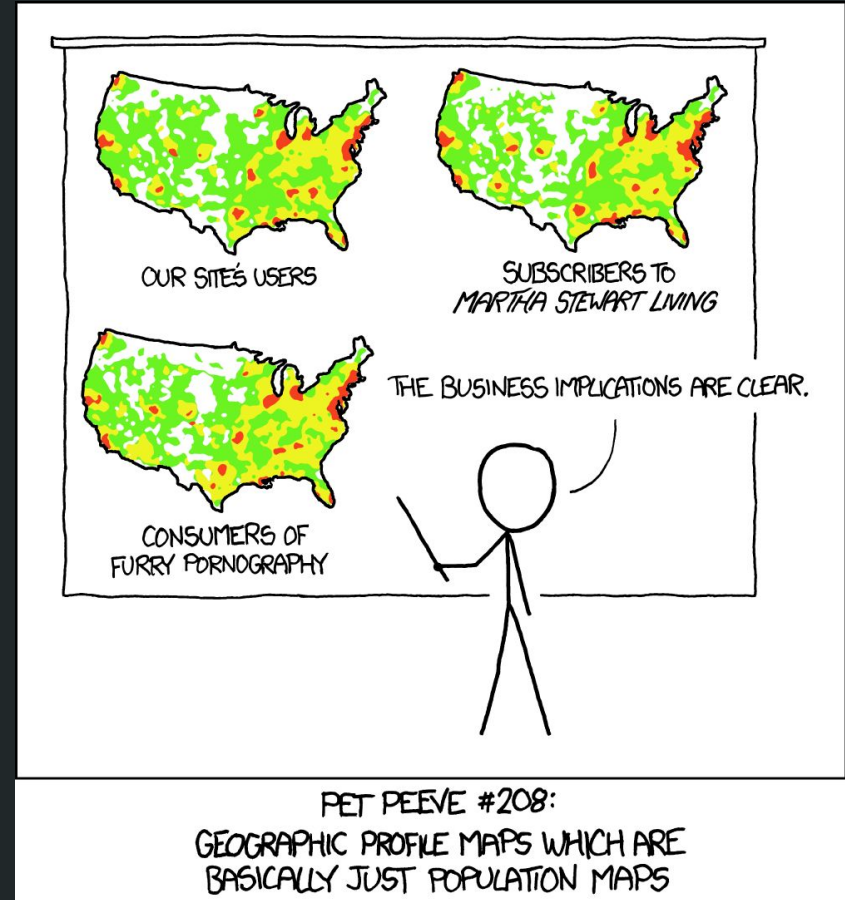 OUR SITE'S USERS
SUBSCRIBERS TO
MARTHA STEWART LIVING
CONSUMERS OF
FURRY PORNOGRAPHY
THE BUSINESS IMPLICATIONS ARE CLEAR.
PET PEEVE #208:
GEOGRAPHIC PROFILE MAPS WHICH ARE
BASICALLY JUST POPULATION MAPS